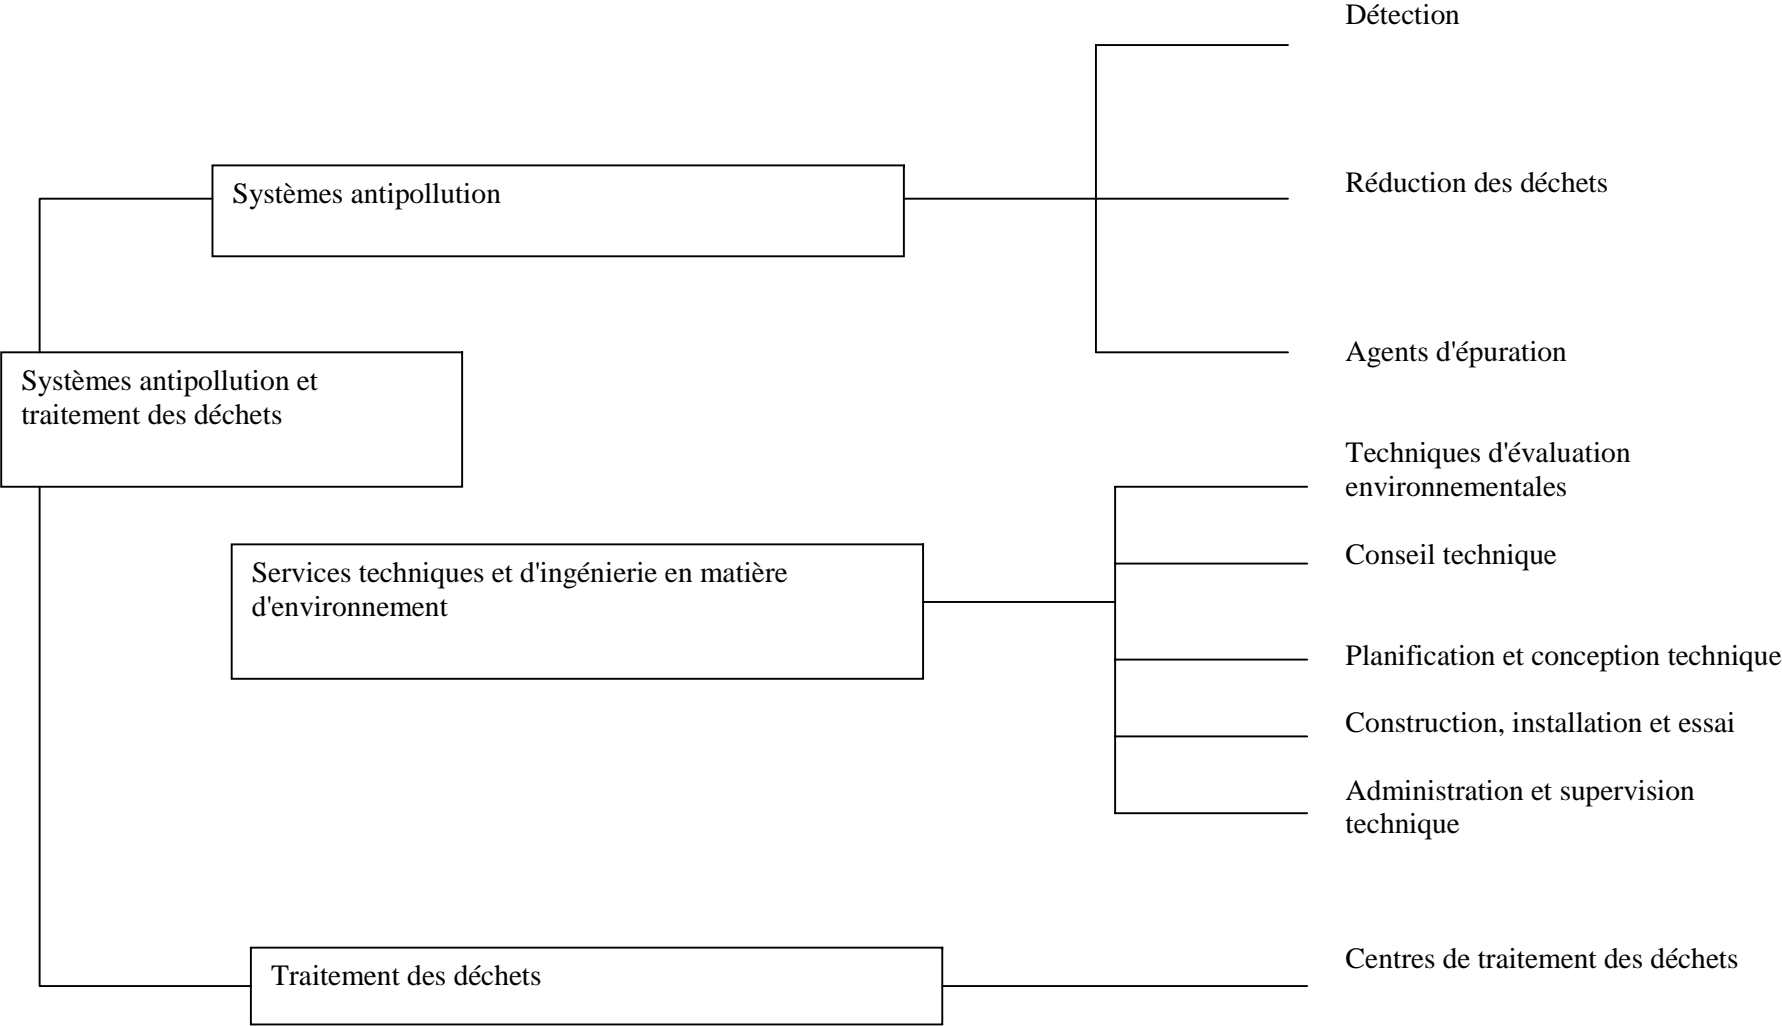 Détection
Systèmes antipollution
Réduction des déchets
Agents d'épuration
Systèmes antipollution et
traitement des déchets
Techniques d'évaluation
environnementales
Services techniques et d'ingénierie en matière
d'environnement
Conseil technique
Planification et conception technique
Construction, installation et essai
Administration et supervision
technique
Traitement des déchets
Centres de traitement des déchets